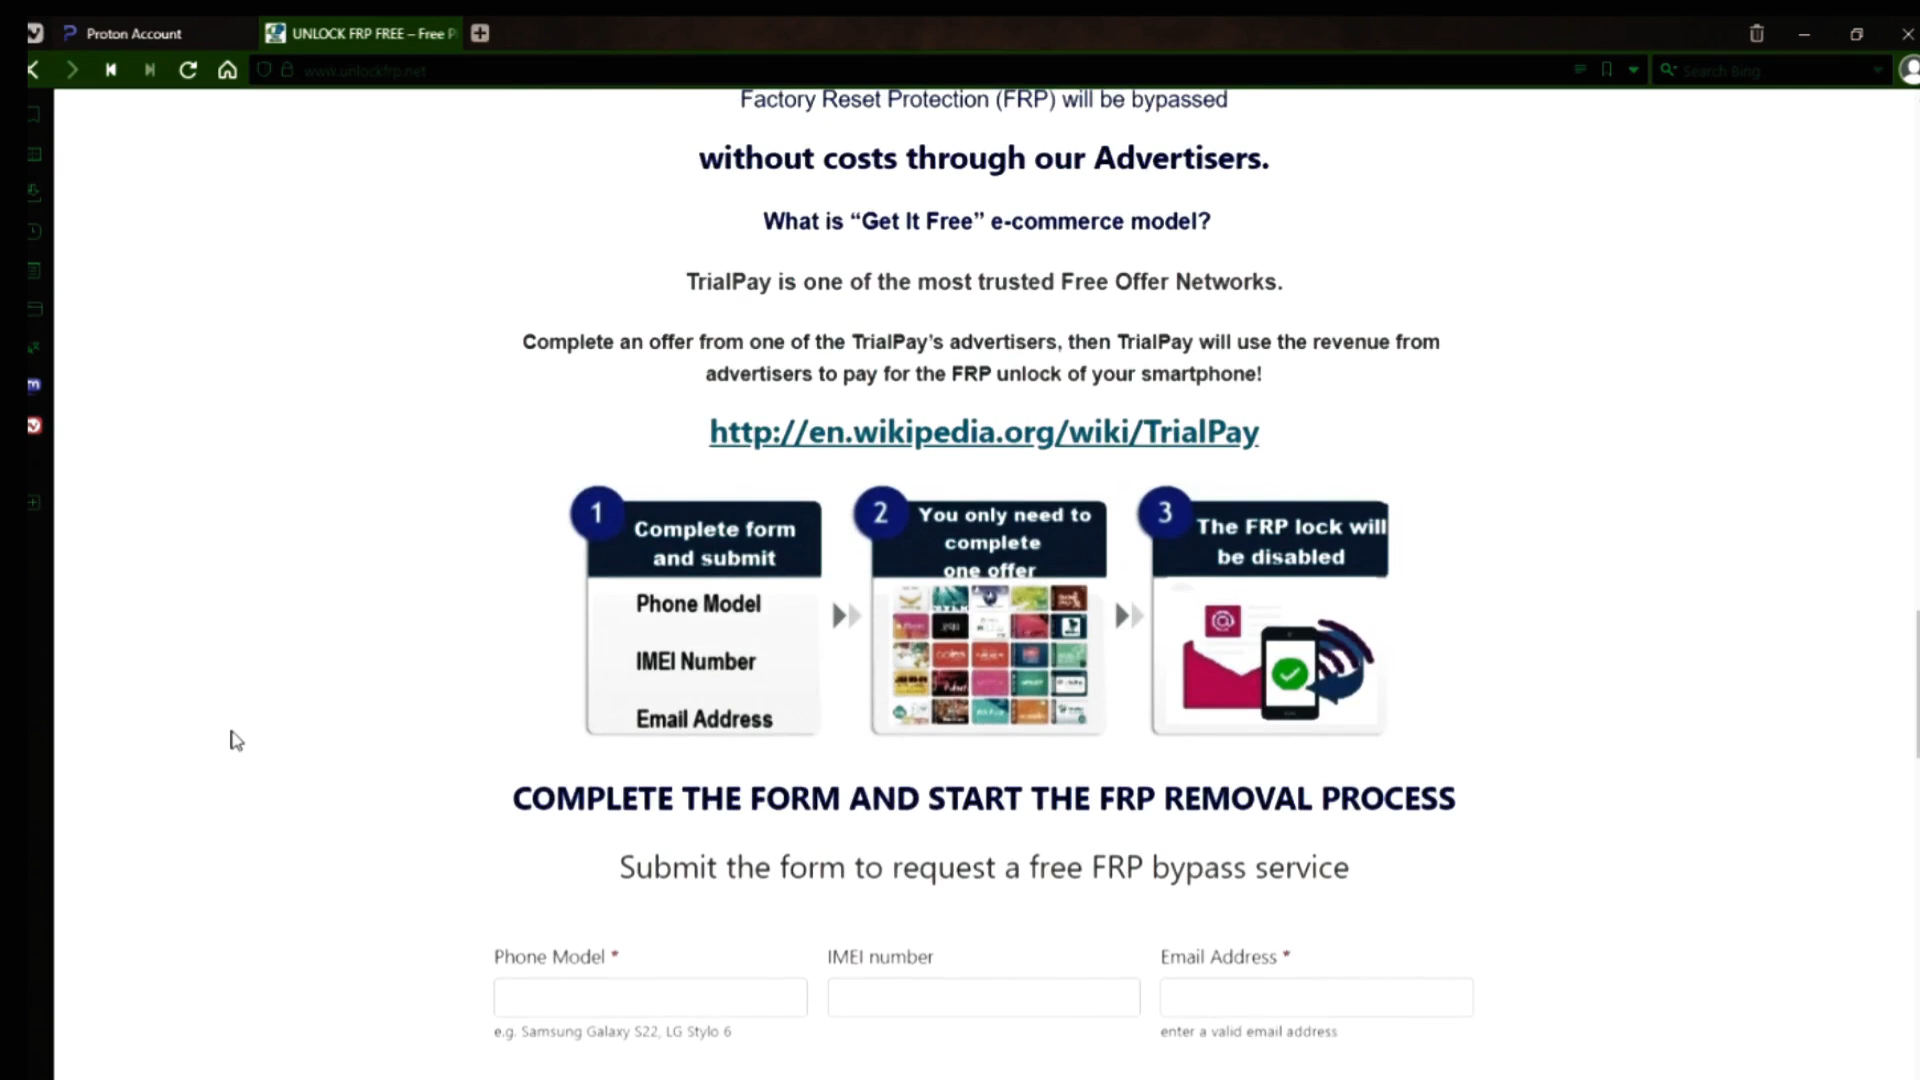 Proton Account
UNLOCK FRP FREE – Free P
www.unlockfrp.net
Search Bing
Factory Reset Protection (FRP) will be bypassed
without costs through our Advertisers.
What is “Get It Free” e-commerce model?
TrialPay is one of the most trusted Free Offer Networks.
Complete an offer from one of the TrialPay’s advertisers, then TrialPay will use the revenue from
advertisers to pay for the FRP unlock of your smartphone!
http://en.wikipedia.org/wiki/TrialPay
1
Complete form
and submit
Phone Model
IMEI Number
Email Address
2
You only need to
complete
one offer
3
The FRP lock will
be disabled
@
COMPLETE THE FORM AND START THE FRP REMOVAL PROCESS
Submit the form to request a free FRP bypass service
Phone Model *
IMEI number
Email Address *
e.g. Samsung Galaxy S22, LG Stylo 6
enter a valid email address